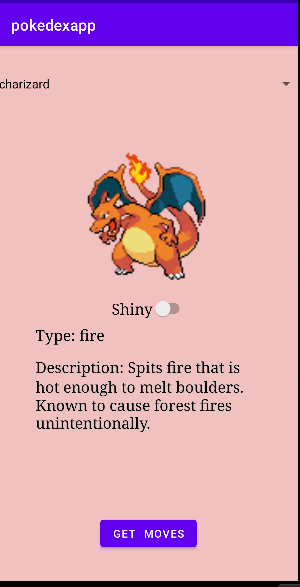 pokedexapp
charizard
Shiny
Type: fire
Description: Spits fire that is
hot enough to melt boulders.
Known to cause forest fires
unintentionally.
GET MOVES